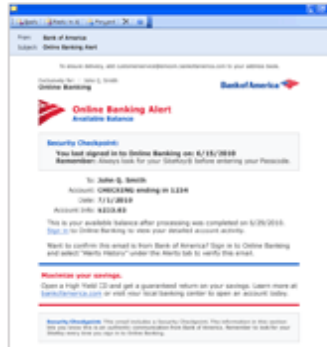 From: Bank of America
Subject: Online Banking Alert
Online Banking
Bank of America
Online Banking Alert
Available Balance
Security Checkpoint:
You last signed in to Online Banking on: 6/15/2010
Remember: Always look for your SiteKey® before entering your Passcode.
To: John Q. Smith
Account: CHECKING ending in 1234
Date: 7/1/2010
This is your available balance after processing was completed on 6/29/2010.
Sign in to Online Banking to view your detailed account activity.
Want to confirm this email is from Bank of America? Sign in to Online Banking
and select "Alerts History" under the Alerts tab to verify this email.
Maximize your savings.
Open a High Yield CD and get a guaranteed return on your savings. Learn more at
bankofamerica.com or visit your local banking center to open an account today.